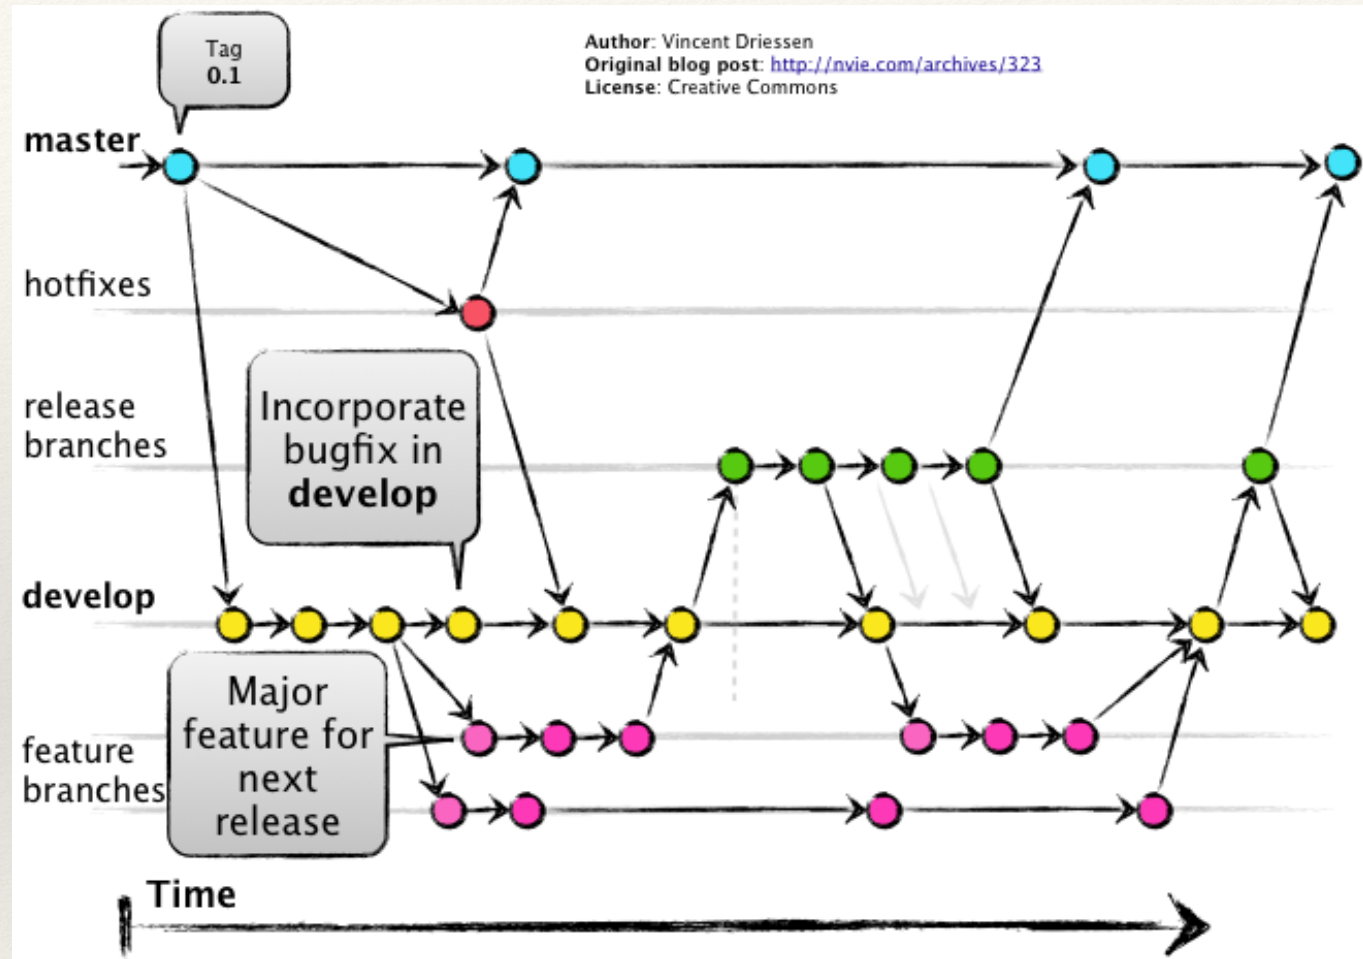 Tag
0.1
Author: Vincent Driessen
Original blog post: http://nvie.com/archives/323
License: Creative Commons
master
hotfixes
release
branches
Incorporate
bugfix in
develop
develop
Major
feature for
next
release
feature
branches
Time